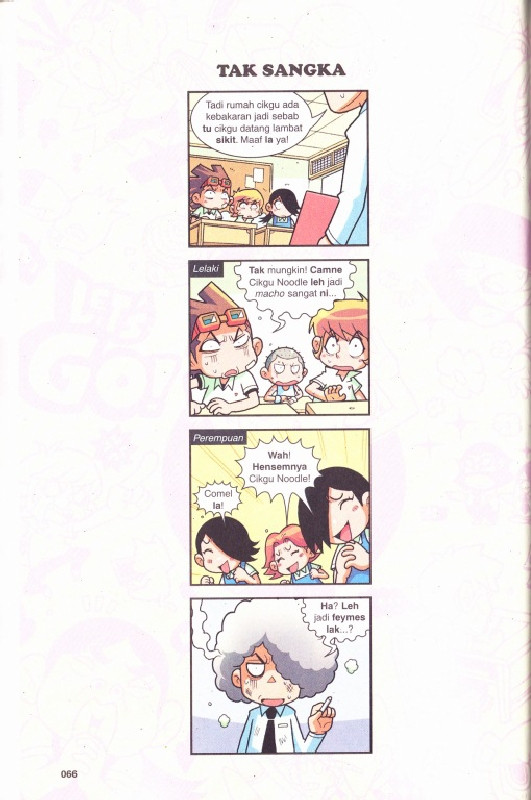 TAK SANGKA
Tadi rumah cikgu ada
kebakaran jadi sebab
tu cikgu datang lambat
sikit. Miaaf la ya!
Lelaki
Tak mungkin! Camne
Cikgu Noodle leh jadi
macho sangat ni...
Perempuan
Wah!
Hensemnya
Cikgu Noodle!
Comel
la!!
Ha? Leh
jadi feymes
lak...?
066